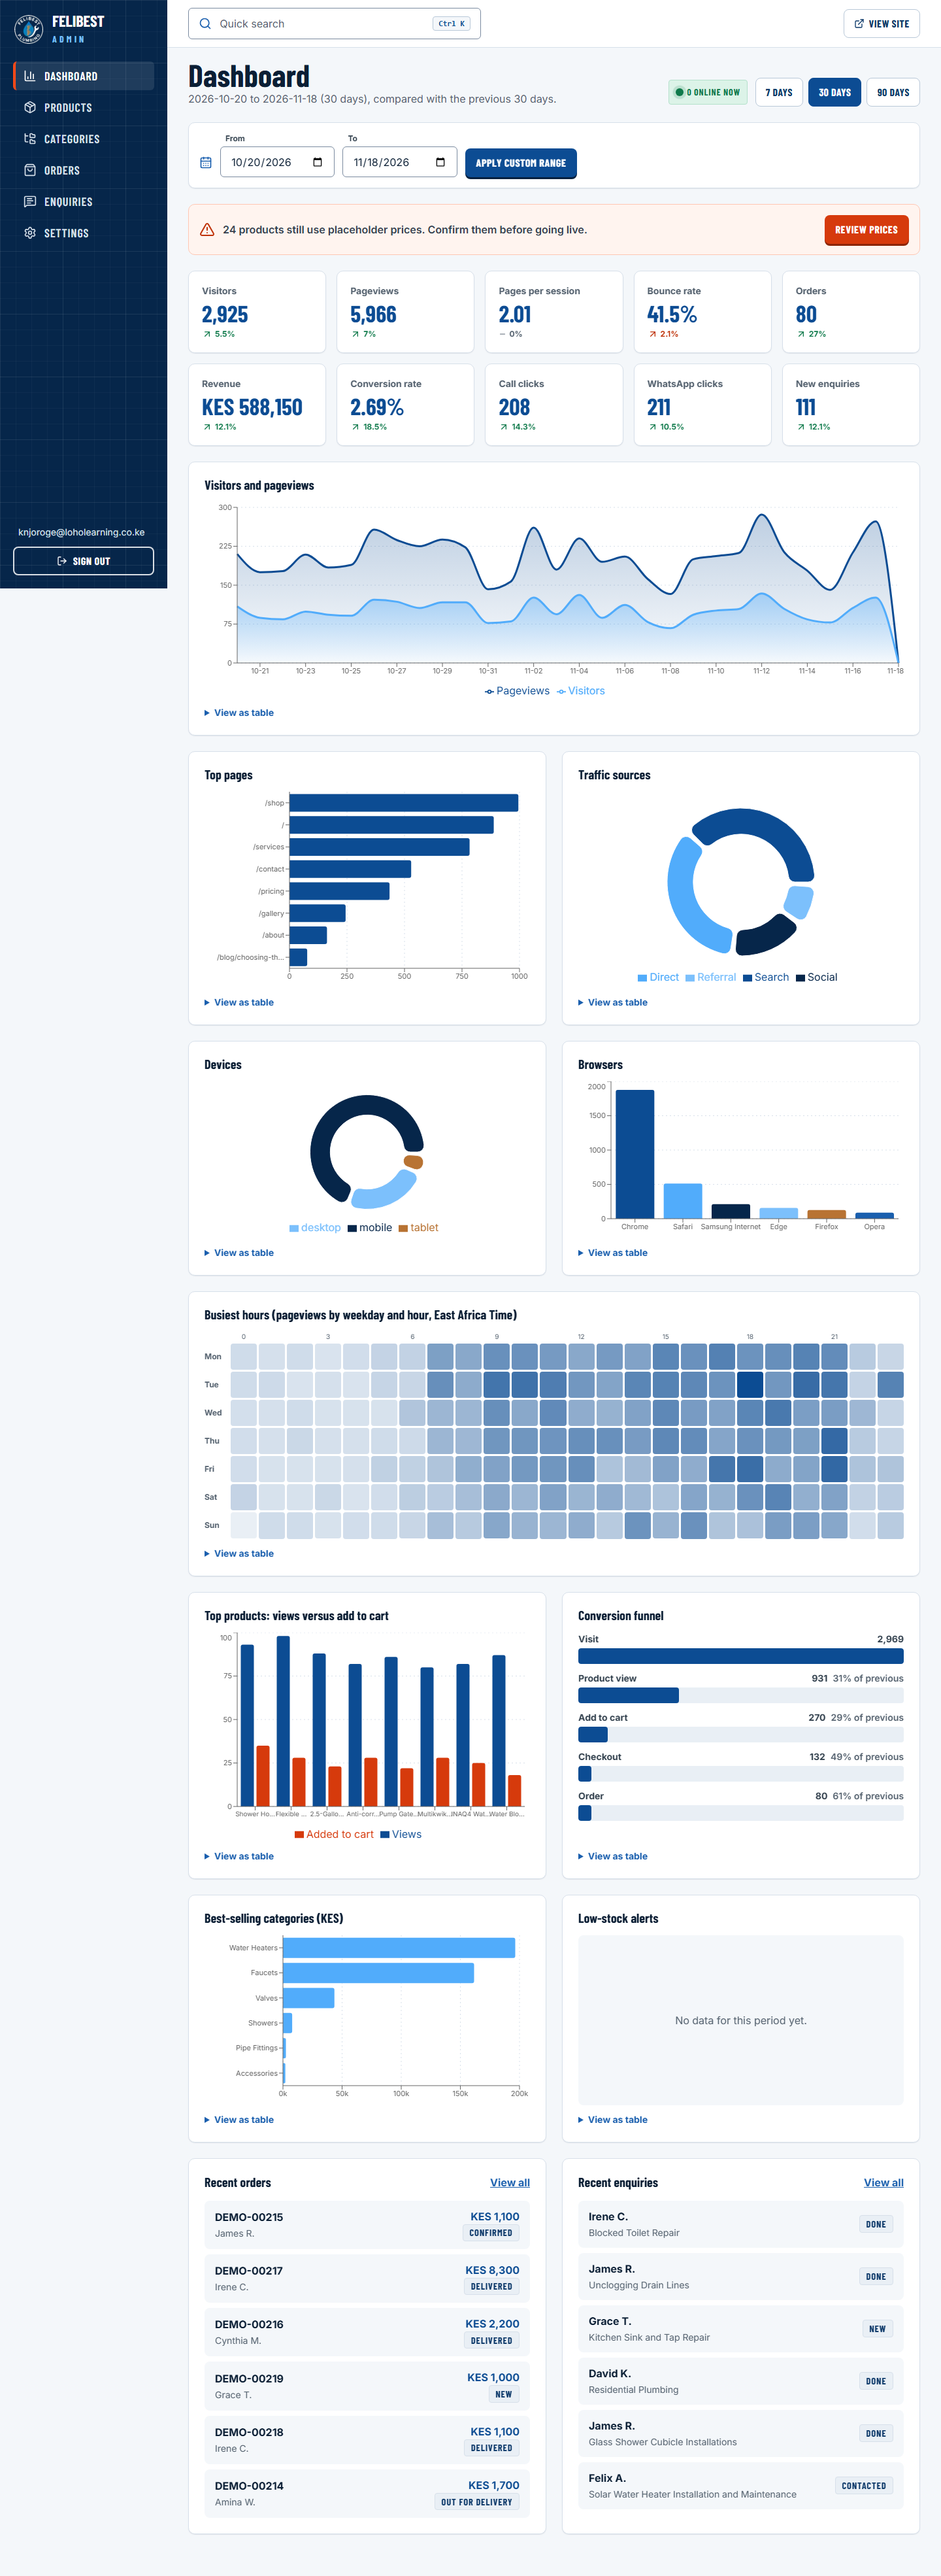 FELIBEST
ADMIN
DASHBOARD
PRODUCTS
CATEGORIES
ORDERS
ENQUIRIES
SETTINGS
knjoroge@loholearning.co.ke
SIGN OUT
Quick search
Ctrl K
VIEW SITE
Dashboard
2026-10-20 to 2026-11-18 (30 days), compared with the previous 30 days.
0 ONLINE NOW
7 DAYS
30 DAYS
90 DAYS
From
To
10/20/2026
11/18/2026
APPLY CUSTOM RANGE
24 products still use placeholder prices. Confirm them before going live.
REVIEW PRICES
Visitors
2,925
5.5%
Pageviews
5,966
7%
Pages per session
2.01
0%
Bounce rate
41.5%
2.1%
Orders
80
27%
Revenue
KES 588,150
12.1%
Conversion rate
2.69%
18.5%
Call clicks
208
14.3%
WhatsApp clicks
211
10.5%
New enquiries
111
12.1%
Visitors and pageviews
300
225
150
75
0
10-21 10-23 10-25 10-27 10-29 10-31 11-02 11-04 11-06 11-08 11-10 11-12 11-14 11-16 11-18
Pageviews Visitors
View as table
Top pages
/shop
/
/services
/contact
/pricing
/gallery
/about
/blog/choosing-th...
0 250 500 750 1000
View as table
Traffic sources
Direct Referral Search Social
View as table
Devices
desktop mobile tablet
View as table
Browsers
2000
1500
1000
500
0
Chrome Safari Samsung Internet Edge Firefox Opera
View as table
Busiest hours (pageviews by weekday and hour, East Africa Time)
0 3 6 9 12 15 18 21
Mon
Tue
Wed
Thu
Fri
Sat
Sun
View as table
Top products: views versus add to cart
100
75
50
25
0
Shower Ho... Flexible ... 2.5-Gallo... Anti-corr... Pump Gate... Multikwik... Wat... Water Blo...
Added to cart Views
View as table
Conversion funnel
Visit 2,969
Product view 931 31% of previous
Add to cart 270 29% of previous
Checkout 132 49% of previous
Order 80 61% of previous
View as table
Best-selling categories (KES)
Water Heaters
Faucets
Valves
Showers
Pipe Fittings
Accessories
0k 50k 100k 150k 200k
View as table
Low-stock alerts
No data for this period yet.
View as table
Recent orders
View all
DEMO-00215 KES 1,100
James R. CONFIRMED
DEMO-00217 KES 8,300
Irene C. DELIVERED
DEMO-00216 KES 2,200
Cynthia M. DELIVERED
DEMO-00219 KES 1,000
Grace T. NEW
DEMO-00218 KES 1,100
Irene C. DELIVERED
DEMO-00214 KES 1,700
Amina W. OUT FOR DELIVERY
Recent enquiries
View all
Irene C.
Blocked Toilet Repair
DONE
James R.
Unclogging Drain Lines
DONE
Grace T.
Kitchen Sink and Tap Repair
NEW
David K.
Residential Plumbing
DONE
James R.
Glass Shower Cubicle Installations
DONE
Felix A.
Solar Water Heater Installation and Maintenance
CONTACTED